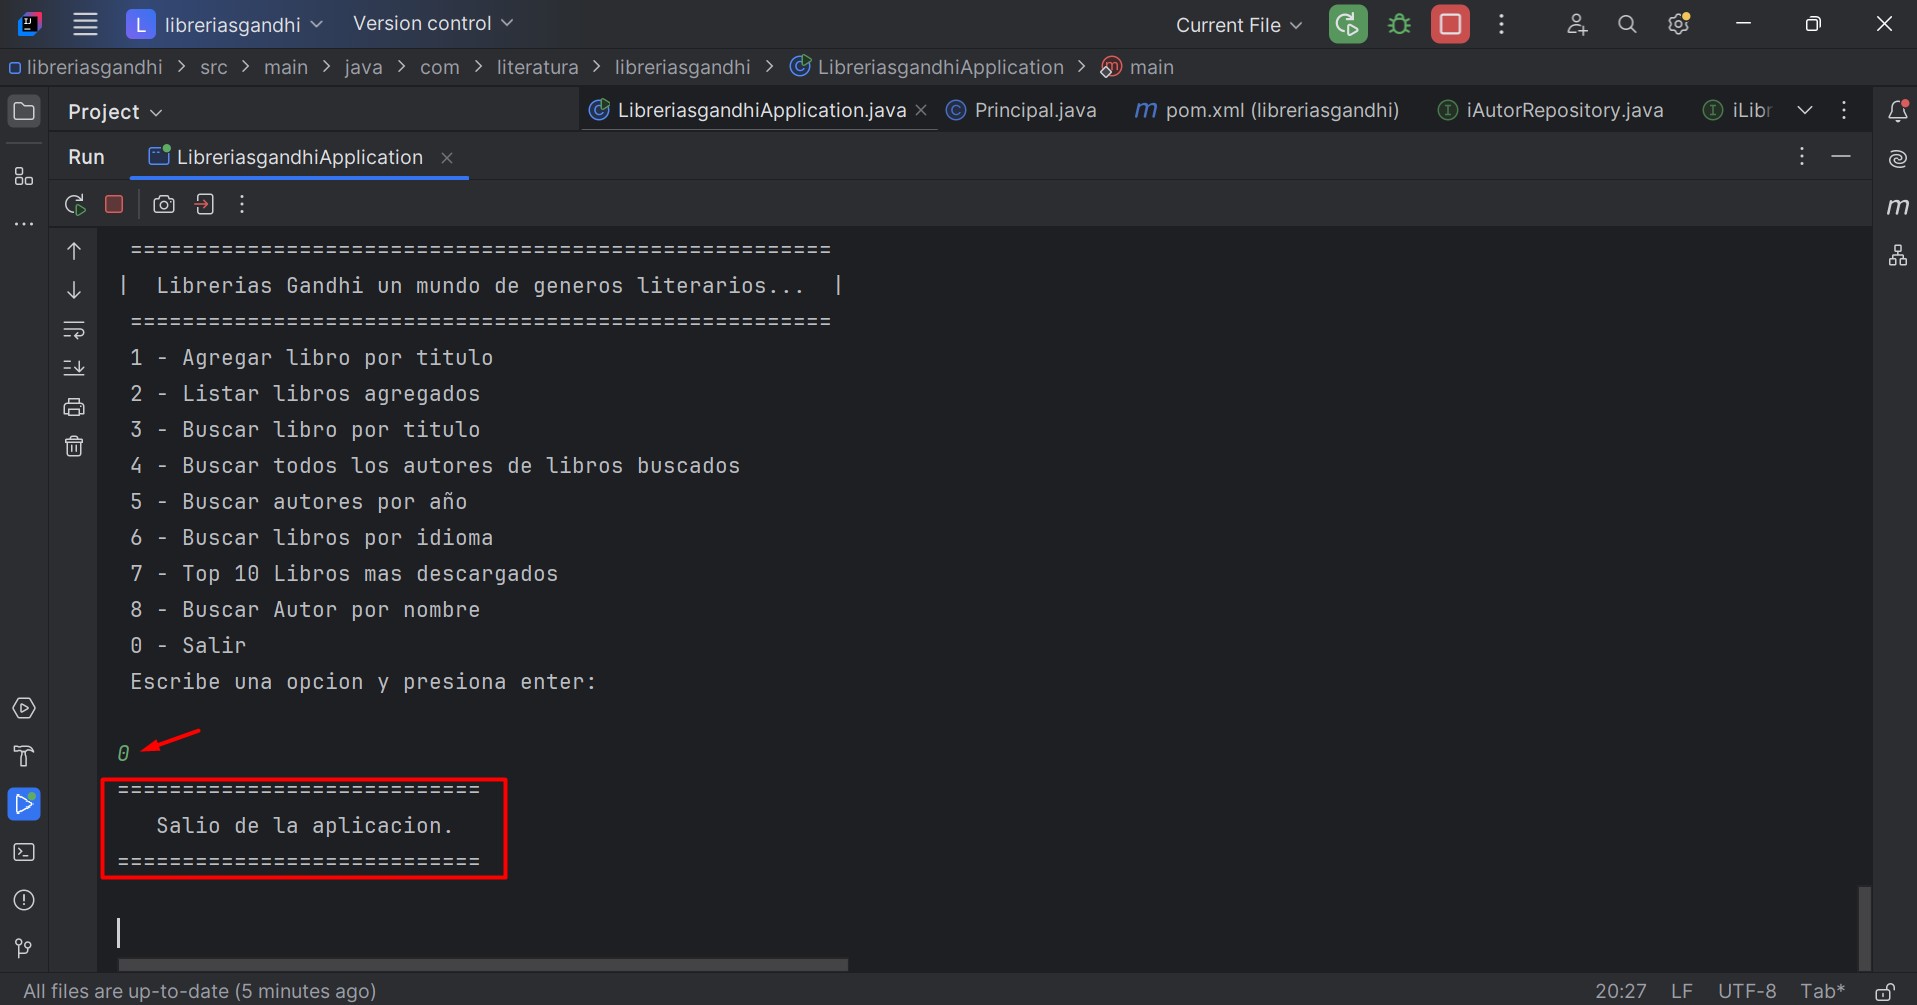 L libreriasgandhi Version control Current File
libreriasgandhi > src > main > java > com > literatura > libreriasgandhi > LibreriasgandhiApplication > main
Project LibreriasgandhiApplication.java Principal.java pom.xml (libreriasgandhi) iAutorRepository.java iLibr
Run LibreriasgandhiApplication
======================================================
|  Librerias Gandhi un mundo de generos literarios...  |
======================================================
1 - Agregar libro por titulo
2 - Listar libros agregados
3 - Buscar libro por titulo
4 - Buscar todos los autores de libros buscados
5 - Buscar autores por año
6 - Buscar libros por idioma
7 - Top 10 Libros mas descargados
8 - Buscar Autor por nombre
0 - Salir
Escribe una opcion y presiona enter:
0
============================
Salio de la aplicacion.
============================
All files are up-to-date (5 minutes ago) 20:27 LF UTF-8 Tab*